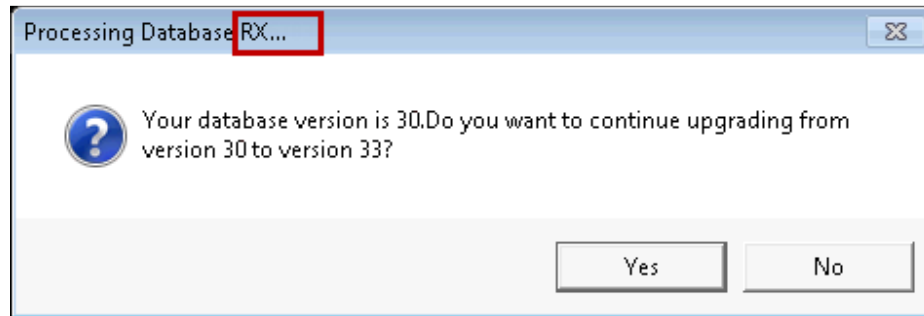 Processing Database RX...
Your database version is 30.Do you want to continue upgrading from
version 30 to version 33?
Yes No